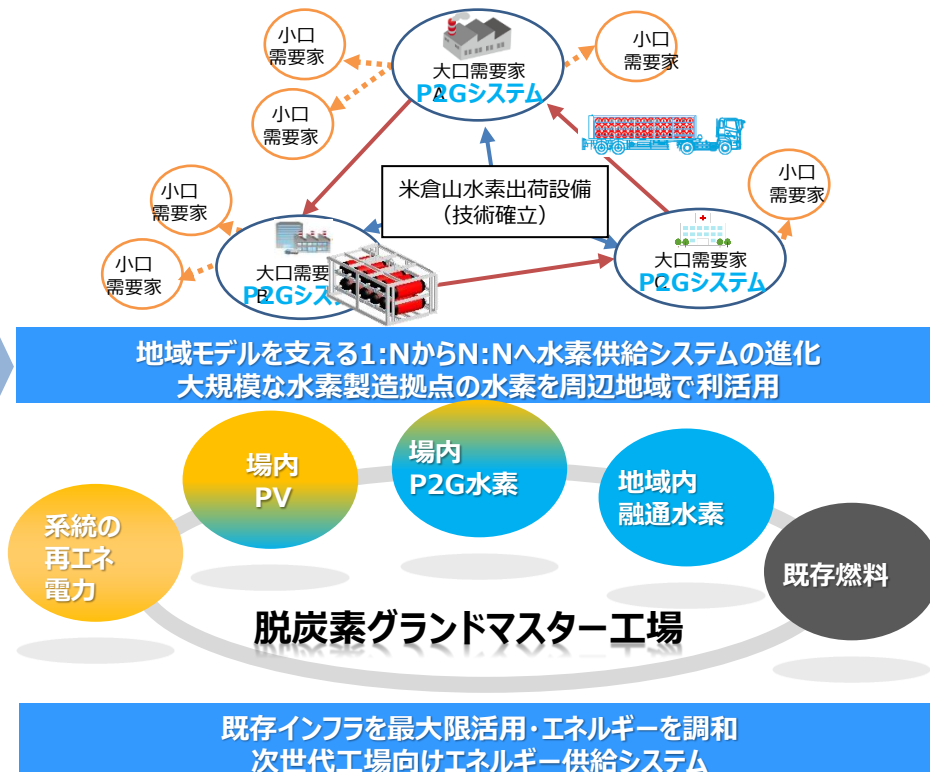 小口
需要家
小口
需要家
大口需要家
A
P2Gシステム
小口
需要家
小口
需要家
米倉山水素出荷設備
（技術確立）
小口
需要家
小口
需要家
大口需要
B
P2Gシス
大口需要家
C
P2Gシステム
地域モデルを支える1:NからN:Nへ水素供給システムの進化
大規模な水素製造拠点の水素を周辺地域で利活用
場内
PV
場内
P2G水素
地域内
融通水素
系統の
再エネ
電力
既存燃料
脱炭素グランドマスター工場
既存インフラを最大限活用・エネルギーを調和
次世代工場向けエネルギー供給システム